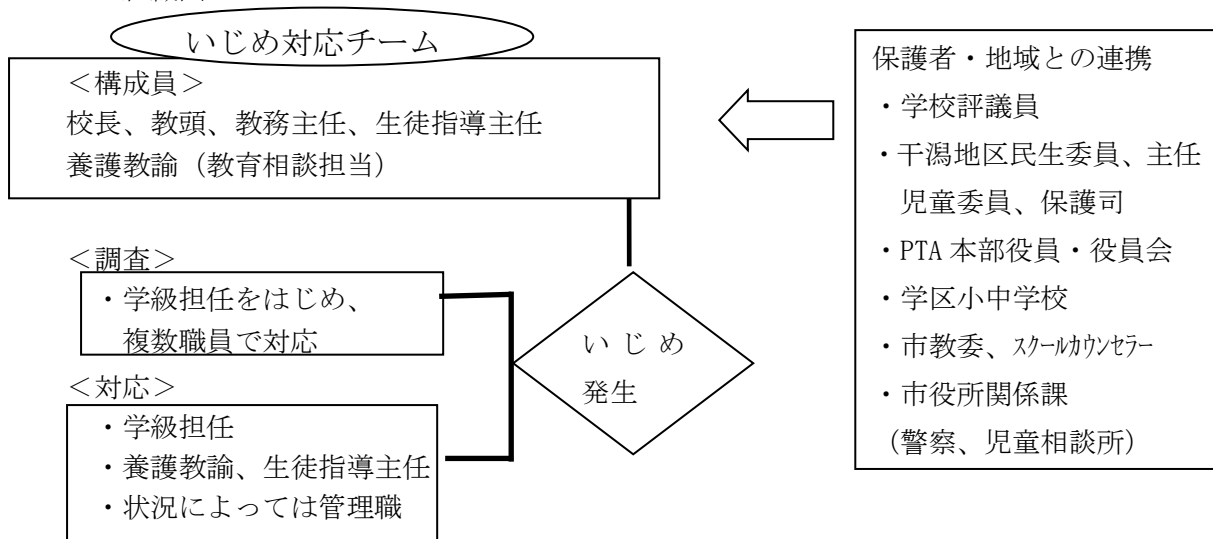 いじめ対応チーム
＜構成員＞
校長、教頭、教務主任、生徒指導主任
養護教諭（教育相談担当）
＜調査＞
・学級担任をはじめ、
複数職員で対応
＜対応＞
・学級担任
・養護教諭、生徒指導主任
・状況によっては管理職
いじめ
発生
保護者・地域との連携
・学校評議員
・干潟地区民生委員、主任
児童委員、保護司
・PTA本部役員・役員会
・学区小中学校
・市教委、ｽｸｰﾙｶｳﾝｾﾗｰ
・市役所関係課
（警察、児童相談所）